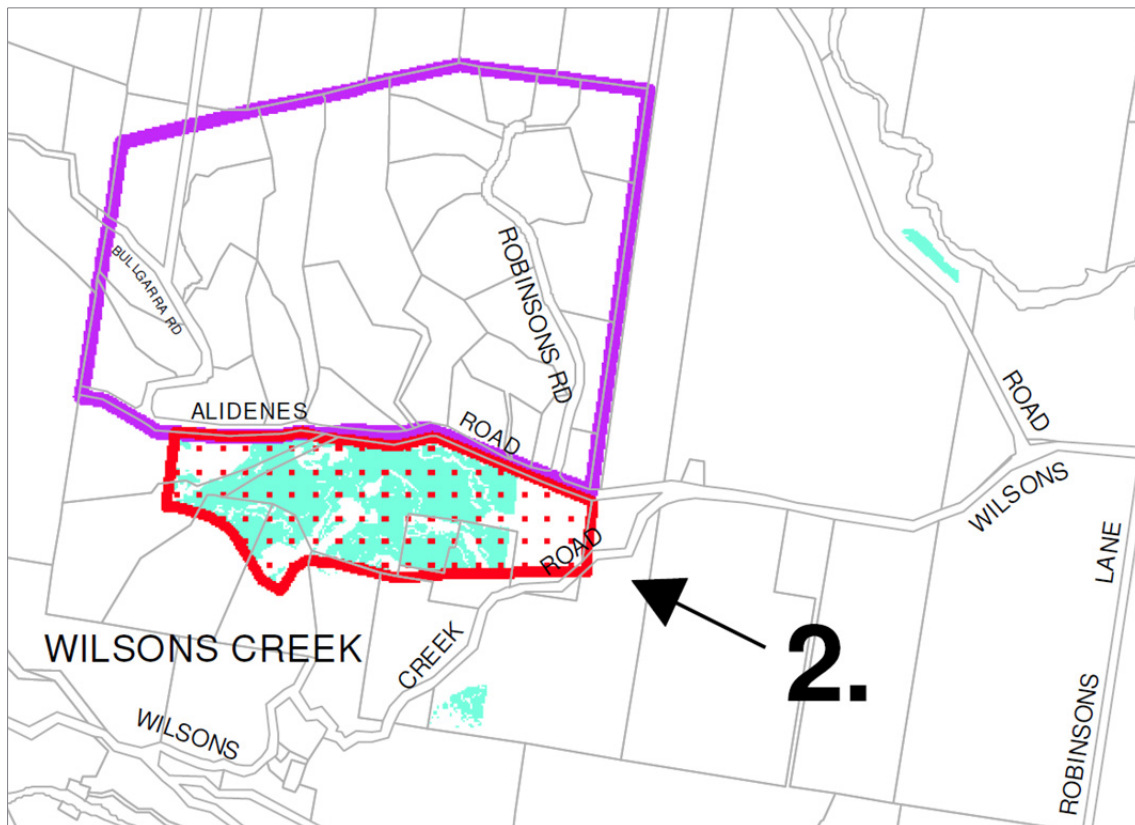 ROBINSONS RD
BULLGARRA RD
ALIDENES
ROAD
ROAD
WILSONS
ROAD
LANE
WILSONS CREEK
2.
CREEK
WILSONS
ROBINSONS